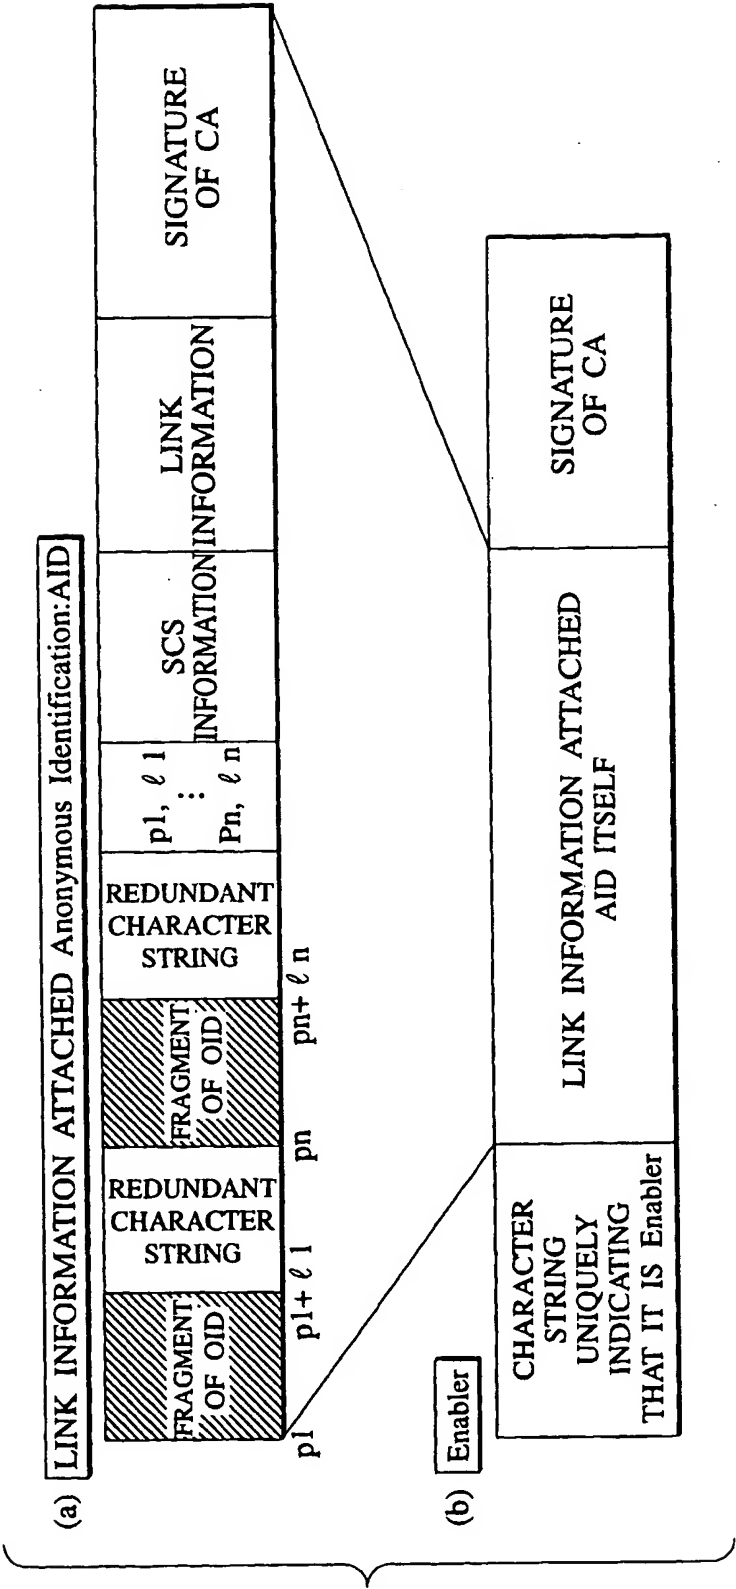 (a) LINK INFORMATION ATTACHED Anonymous Identification:AID
FRAGMENT
OF OID
REDUNDANT
CHARACTER
STRING
FRAGMENT
OF OID
REDUNDANT
CHARACTER
STRING
p1, ℓ 1
⋮
Pn, ℓ n
SCS
INFORMATION
LINK
INFORMATION
SIGNATURE
OF CA
p1
p1+ ℓ 1
pn
pn+ ℓ n
(b) Enabler
CHARACTER
STRING
UNIQUELY
INDICATING
THAT IT IS Enabler
LINK INFORMATION ATTACHED
AID ITSELF
SIGNATURE
OF CA